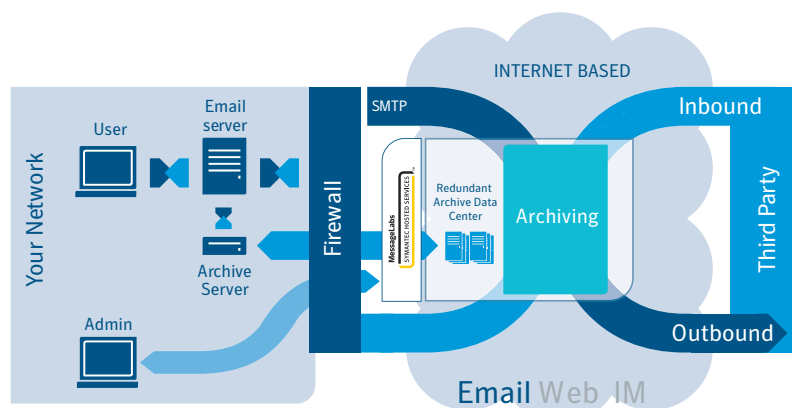 INTERNET BASED
SMTP
Inbound
Email
server
User
Your Network
Firewall
MessageLabs
SYMANTEC HOSTED SERVICES
Redundant
Archive Data
Center
Archiving
Third Party
Archive
Server
Admin
Outbound
Email Web IM